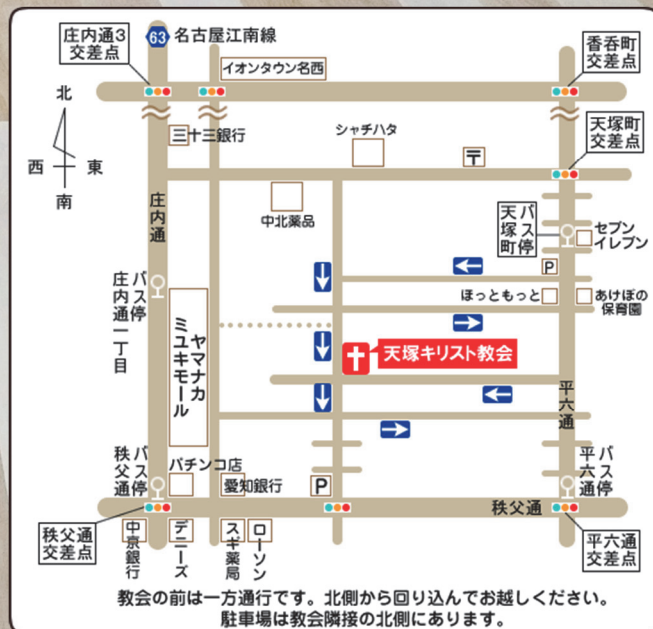 庄内通3
交差点
63
名古屋江南線
イオンタウン名西
香呑町
交差点
北
西 東
南
三十三銀行
シャチハタ
〒
天塚町
交差点
中北薬品
庄内通
バス停
天塚町
セブン
イレブン
P
バス停
庄内通一丁目
ほっともっと
あけぼの
保育園
ヤマナカ
ミユキモール
天塚キリスト教会
平六通
バス停
秩父通
パチンコ店
愛知銀行
P
バス停
平六通
秩父通
秩父通
交差点
中京銀行
デニーズ
スギ薬局
ローソン
平六通
交差点
教会の前は一方通行です。北側から回り込んでお越しください。
駐車場は教会隣接の北側にあります。